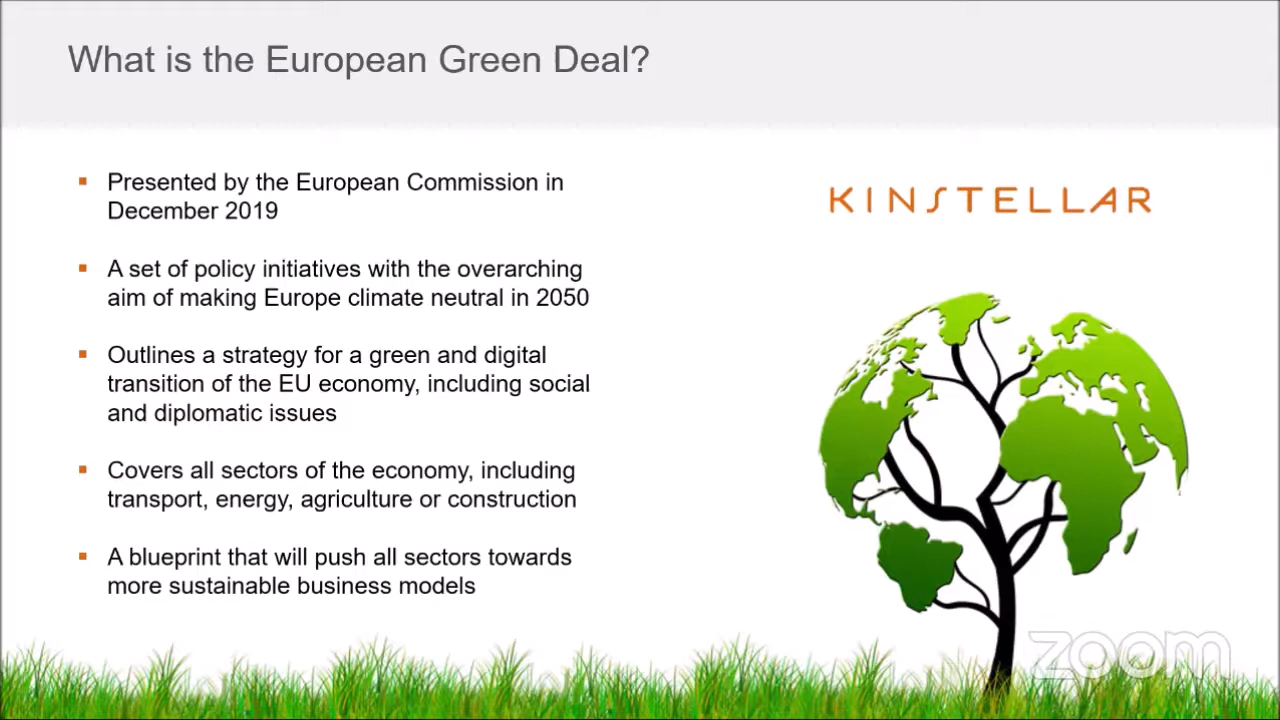 What is the European Green Deal?
Presented by the European Commission in
December 2019
A set of policy initiatives with the overarching
aim of making Europe climate neutral in 2050
Outlines a strategy for a green and digital
transition of the EU economy, including social
and diplomatic issues
Covers all sectors of the economy, including
transport, energy, agriculture or construction
A blueprint that will push all sectors towards
more sustainable business models
KINSTELLAR
zoom